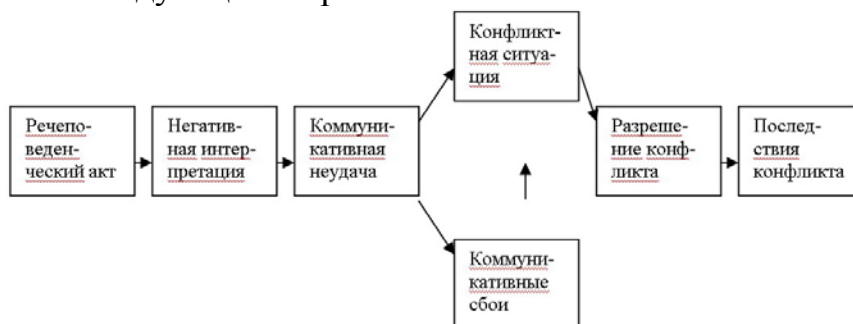 Конфликт-
ная ситуа-
ция
Речепо-
веден-
ческий акт
Негатив-
ная интер-
претация
Коммуни-
кативная
неудача
Разреше-
ние конф-
ликта
Послед-
ствия
конфликта
Коммуни-
кативные
сбои